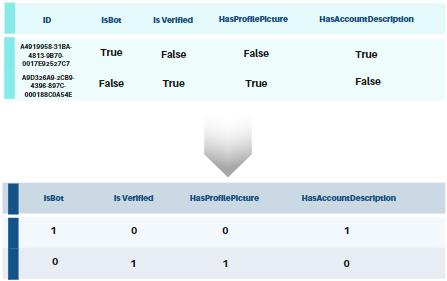 ID IsBot Is Verified HasProfilePicture HasAccountDescription
A4919958-31BA-
4813-9B70-
0017E92527C7
True False False True
A9D326A9-2CB9-
4396-897C-
000188C0A54E
False True True False
IsBot Is Verified HasProfilePicture HasAccountDescription
1 0 0 1
0 1 1 0